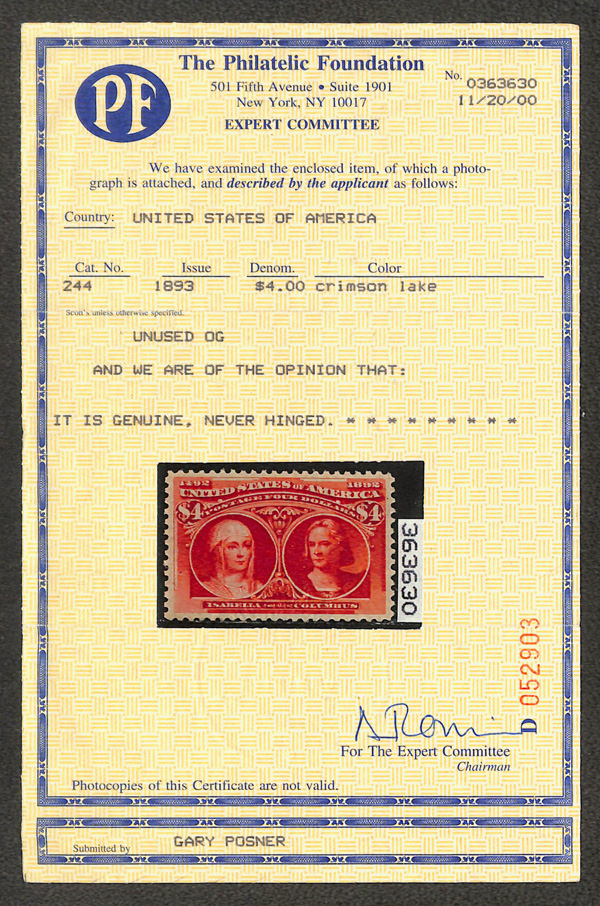 The Philatelic Foundation
PF
501 Fifth Avenue • Suite 1901
New York, NY 10017
EXPERT COMMITTEE
No. 0363630
11/20/00
We have examined the enclosed item, of which a photo-
graph is attached, and described by the applicant as follows:
Country: UNITED STATES OF AMERICA
Cat. No. Issue Denom. Color
244 1893 $4.00 crimson lake
Scott's unless otherwise specified.
UNUSED OG
AND WE ARE OF THE OPINION THAT:
IT IS GENUINE, NEVER HINGED. * * * * * * * * *
1492 1892
UNITED STATES OF AMERICA
POSTAGE FOUR DOLLARS
$4 $4
ISABELLA COLUMBUS
363630
D 052903
For The Expert Committee
Chairman
Photocopies of this Certificate are not valid.
Submitted by GARY POSNER